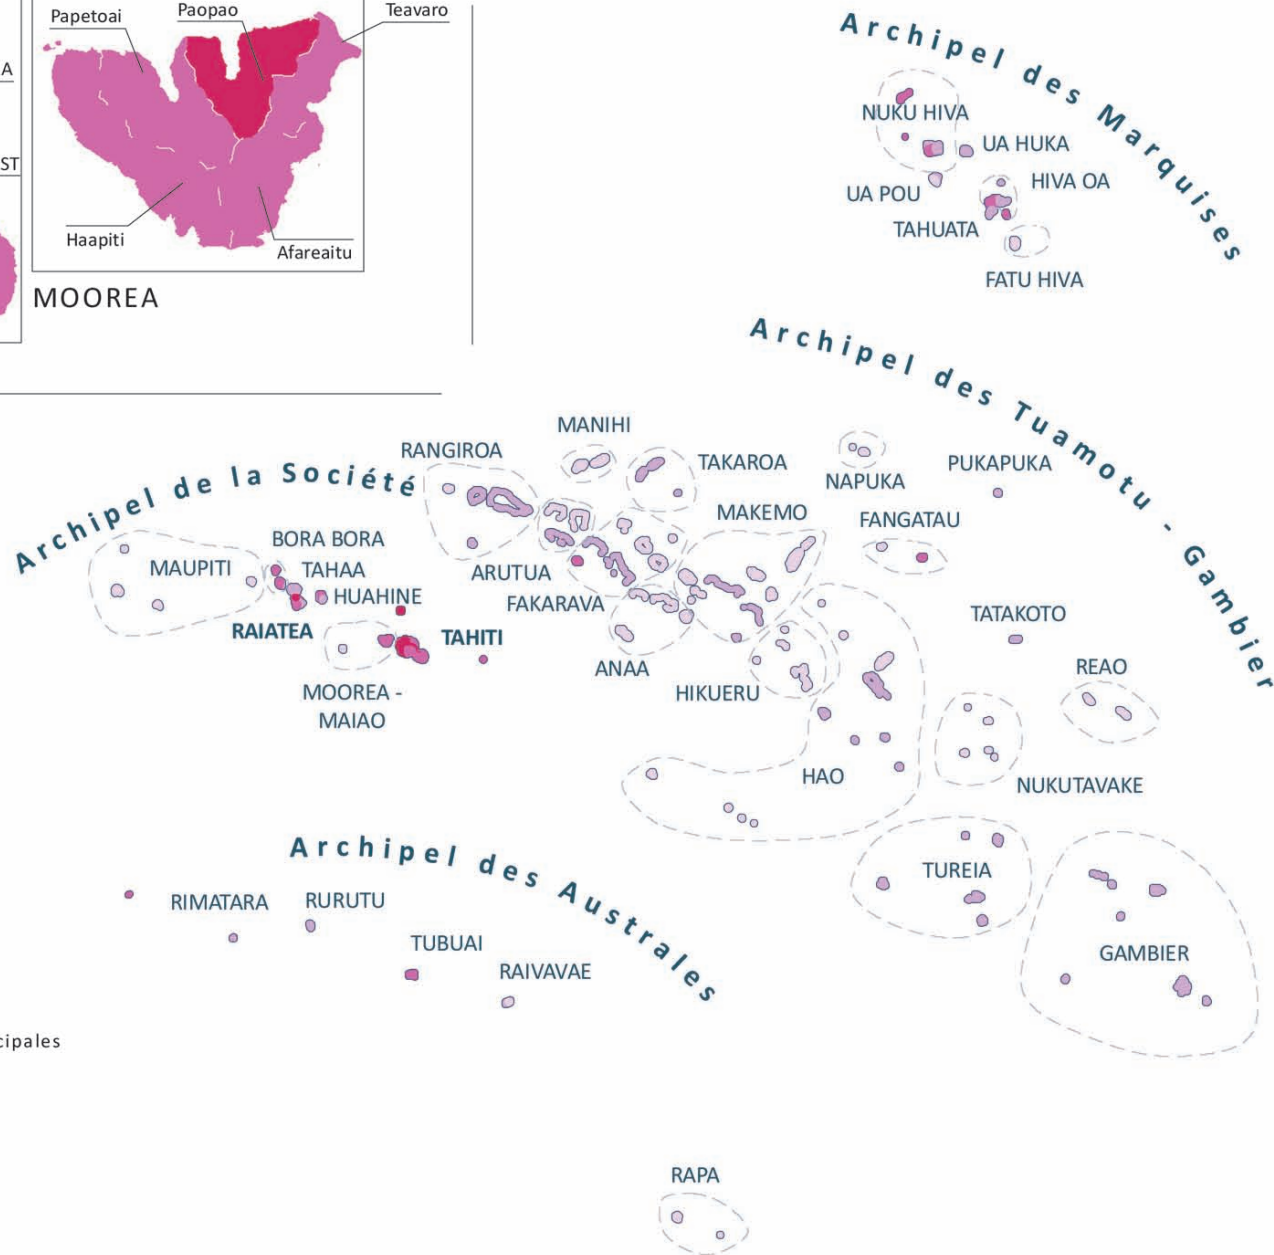 Papetoai
Paopao
Teavaro
A
ST
Haapiti
Afareaitu
MOOREA
Archipel des Marquises
NUKU HIVA
UA HUKA
UA POU
HIVA OA
TAHUATA
FATU HIVA
Archipel des Tuamotu - Gambier
MANIHI
RANGIROA
TAKAROA
NAPUKA
PUKAPUKA
Archipel de la Société
MAKEMO
FANGATAU
BORA BORA
MAUPITI
TAHAA
ARUTUA
HUAHINE
FAKARAVA
TATAKOTO
RAIATEA
TAHITI
ANAA
REAO
MOOREA -
MAIAO
HIKUERU
HAO
NUKUTAVAKE
Archipel des Australes
TUREIA
RIMATARA
RURUTU
TUBUAI
GAMBIER
RAIVAVAE
cipales
RAPA